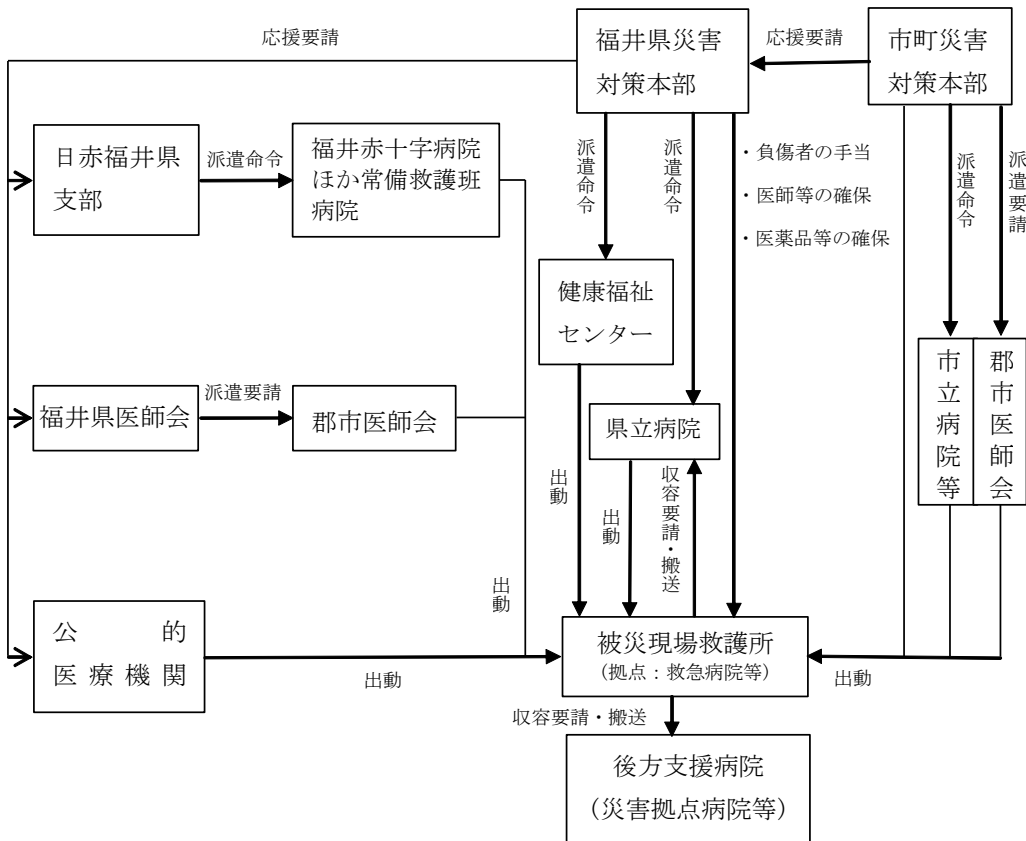 応援要請
福井県災害
対策本部
応援要請
市町災害
対策本部
日赤福井県
支部
派遣命令
福井赤十字病院
ほか常備救護班
病院
派遣命令
派遣命令
・負傷者の手当
・医師等の確保
・医薬品等の確保
派遣命令
派遣要請
健康福祉
センター
福井県医師会
派遣要請
郡市医師会
県立病院
市立病院等
郡市医師会
出動
出動
収容要請・搬送
出動
公的
医療機関
出動
被災現場救護所
(拠点：救急病院等)
出動
収容要請・搬送
後方支援病院
（災害拠点病院等）